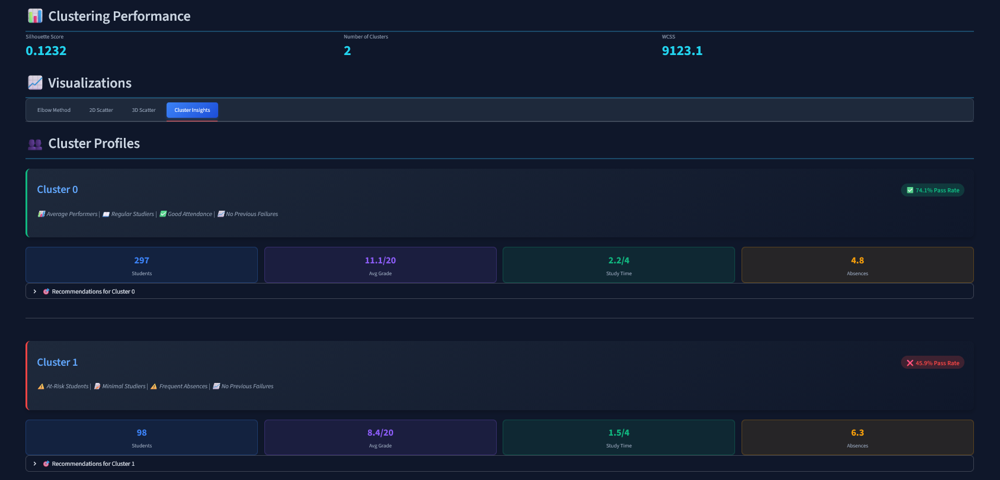 Clustering Performance
Silhouette Score
0.1232
Number of Clusters
2
WCSS
9123.1
Visualizations
Elbow Method
2D Scatter
3D Scatter
Cluster Insights
Cluster Profiles
Cluster 0
74.1% Pass Rate
Average Performers | Regular Studiers | Good Attendance | No Previous Failures
297
Students
11.1/20
Avg Grade
2.2/4
Study Time
4.8
Absences
Recommendations for Cluster 0
Cluster 1
45.9% Pass Rate
At-Risk Students | Minimal Studiers | Frequent Absences | No Previous Failures
98
Students
8.4/20
Avg Grade
1.5/4
Study Time
6.3
Absences
Recommendations for Cluster 1